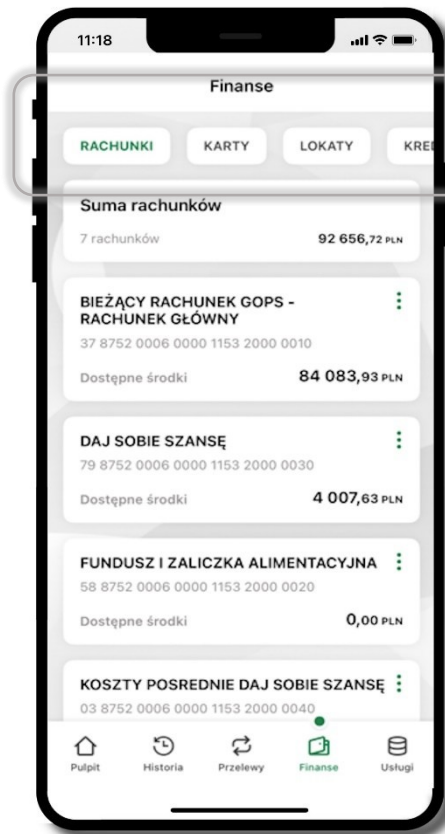 11:18
Finanse
RACHUNKI KARTY LOKATY KRED
Suma rachunków
7 rachunków 92 656,72 PLN
BIEŻĄCY RACHUNEK GOPS -
RACHUNEK GŁÓWNY
37 8752 0006 0000 1153 2000 0010
Dostępne środki 84 083,93 PLN
DAJ SOBIE SZANSĘ
79 8752 0006 0000 1153 2000 0030
Dostępne środki 4 007,63 PLN
FUNDUSZ I ZALICZKA ALIMENTACYJNA
58 8752 0006 0000 1153 2000 0020
Dostępne środki 0,00 PLN
KOSZTY POSREDNIE DAJ SOBIE SZANSĘ
03 8752 0006 0000 1153 2000 0040
Pulpit Historia Przelewy Finanse Usługi